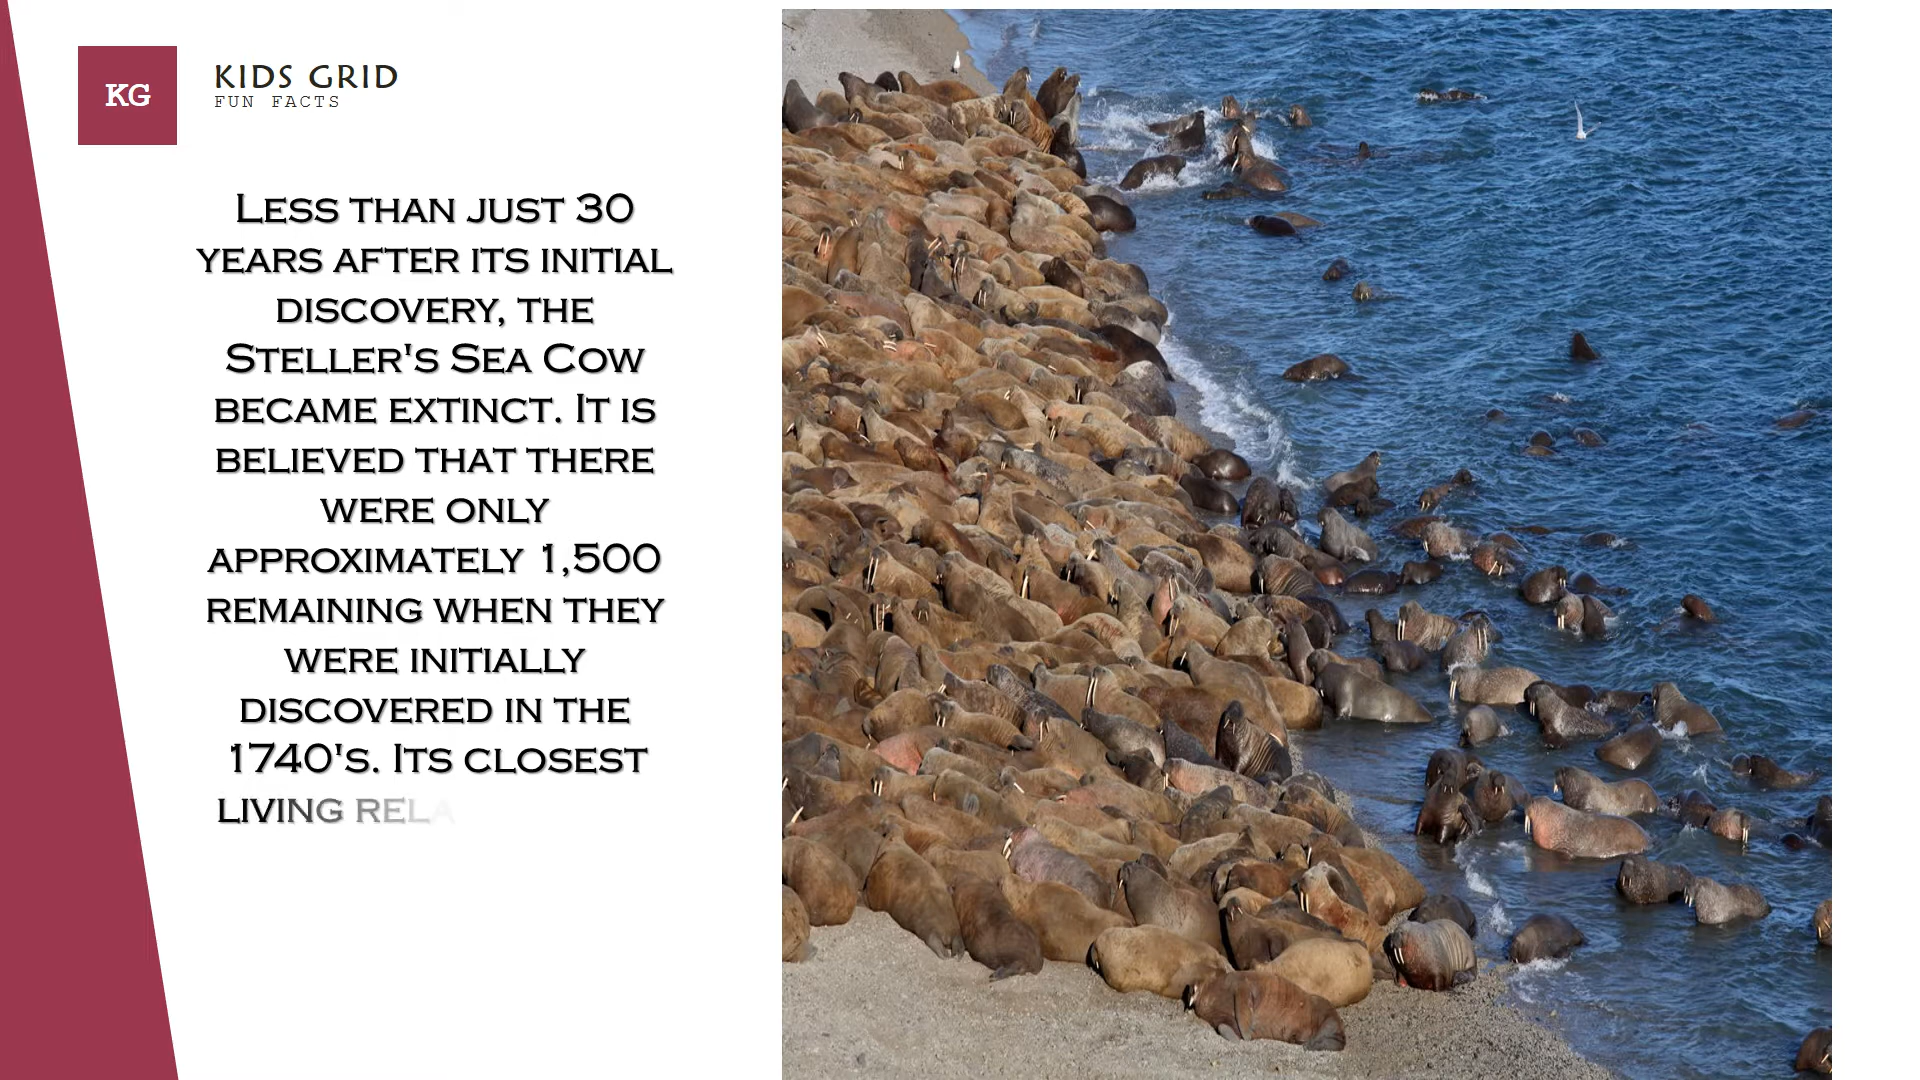 KG
KIDS GRID
FUN FACTS
Less than just 30
years after its initial
discovery, the
Steller's Sea Cow
became extinct. It is
believed that there
were only
approximately 1,500
remaining when they
were initially
discovered in the
1740's. Its closest
living rela